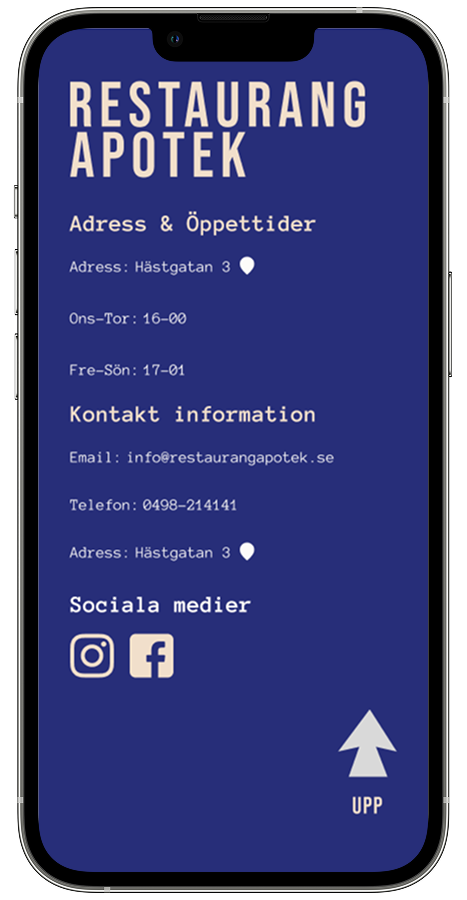 RESTAURANG
APOTEK
Adress & Öppettider
Adress: Hästgatan 3
Ons-Tor: 16-00
Fre-Sön: 17-01
Kontakt information
Email: info@restaurangapotek.se
Telefon: 0498-214141
Adress: Hästgatan 3
Sociala medier
UPP